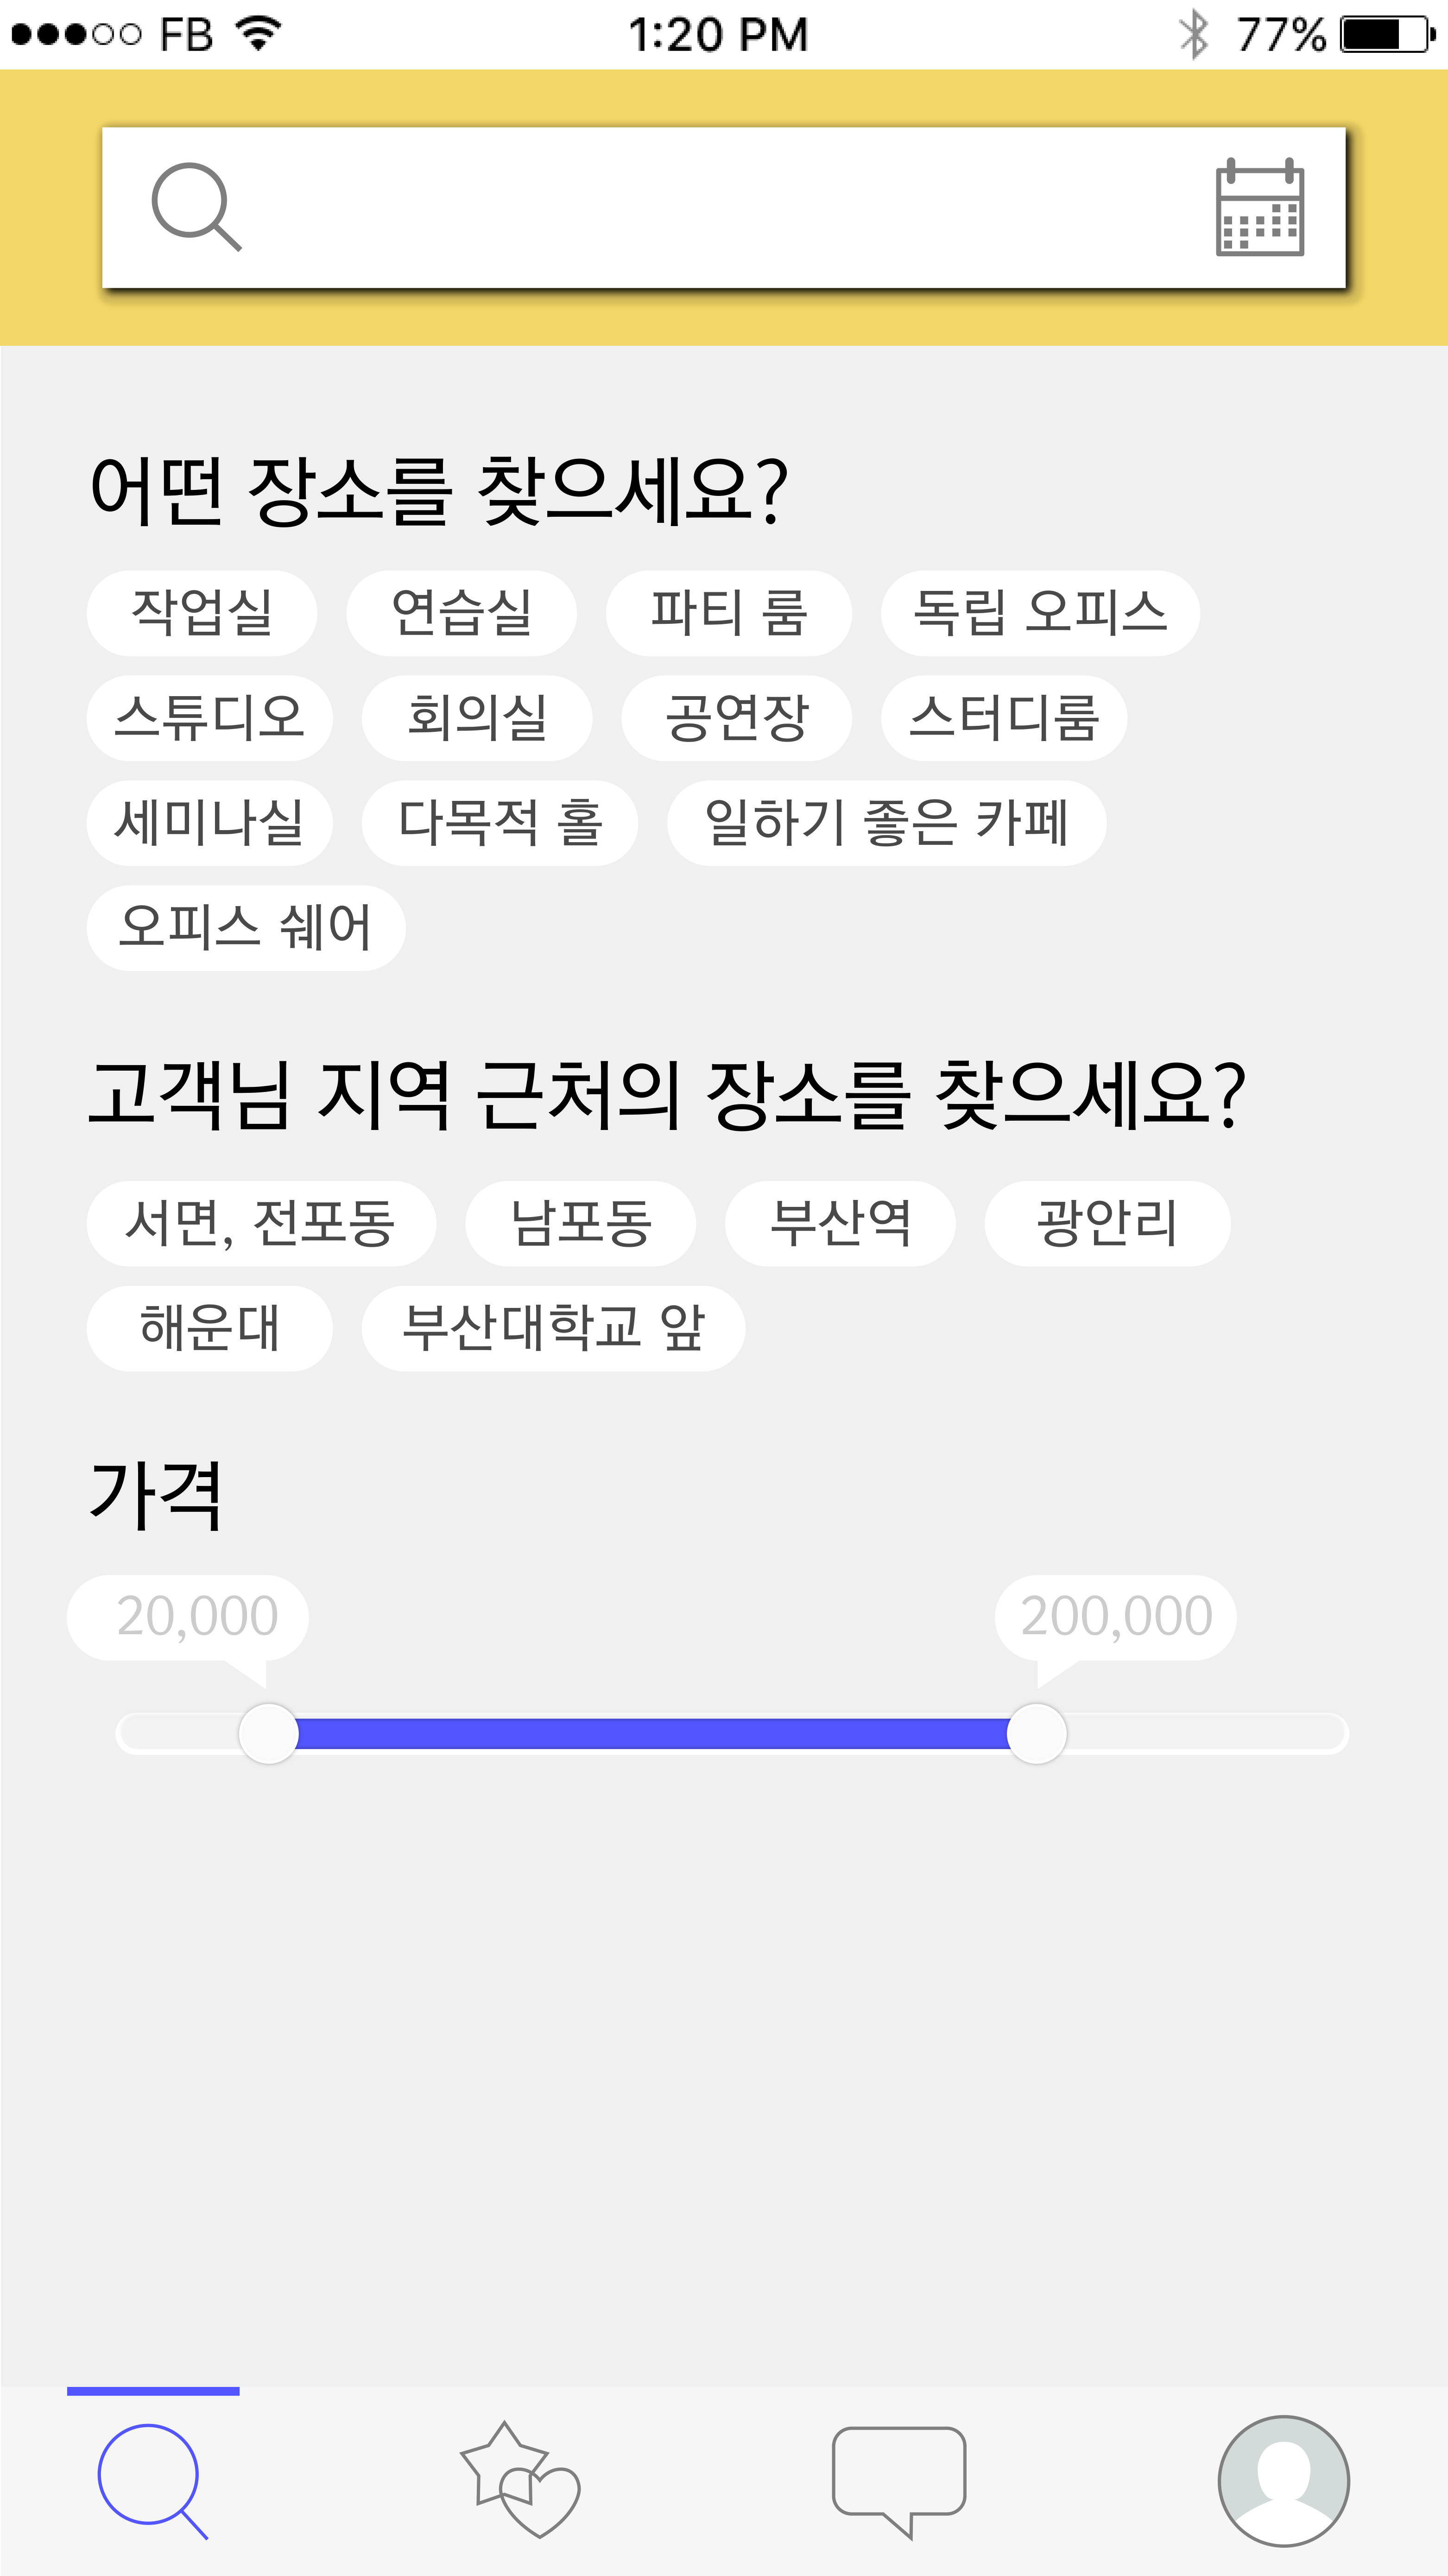 FB 1:20 PM 77%
어떤 장소를 찾으세요?
작업실 연습실 파티 룸 독립 오피스
스튜디오 회의실 공연장 스터디룸
세미나실 다목적 홀 일하기 좋은 카페
오피스 쉐어
고객님 지역 근처의 장소를 찾으세요?
서면, 전포동 남포동 부산역 광안리
해운대 부산대학교 앞
가격
20,000 200,000